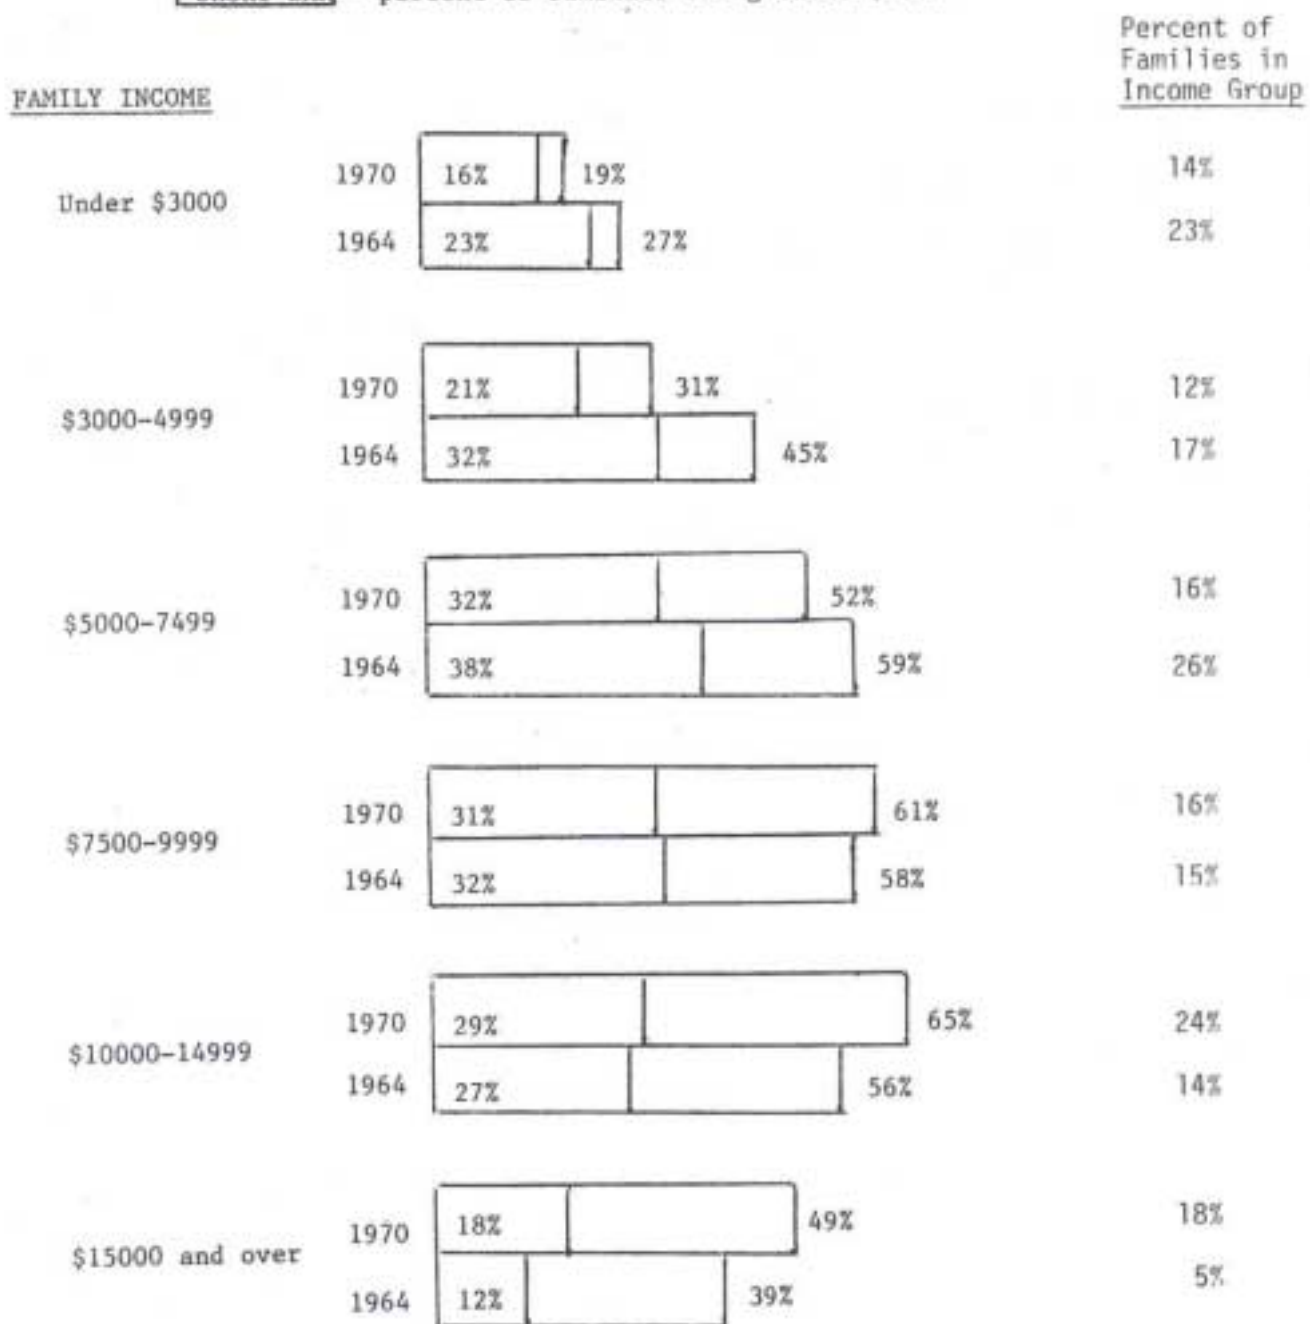 percent of
Percent of
Families in
FAMILY INCOME Income Group
1970 16% 19% 14%
Under $3000
1964 23% 27% 23%
1970 21% 31% 12%
$3000-4999
1964 32% 45% 17%
1970 32% 52% 16%
$5000-7499
1964 38% 59% 26%
1970 31% 61% 16%
$7500-9999
1964 32% 58% 15%
1970 29% 65% 24%
$10000-14999
1964 27% 56% 14%
1970 18% 49% 18%
$15000 and over
1964 12% 39% 5%